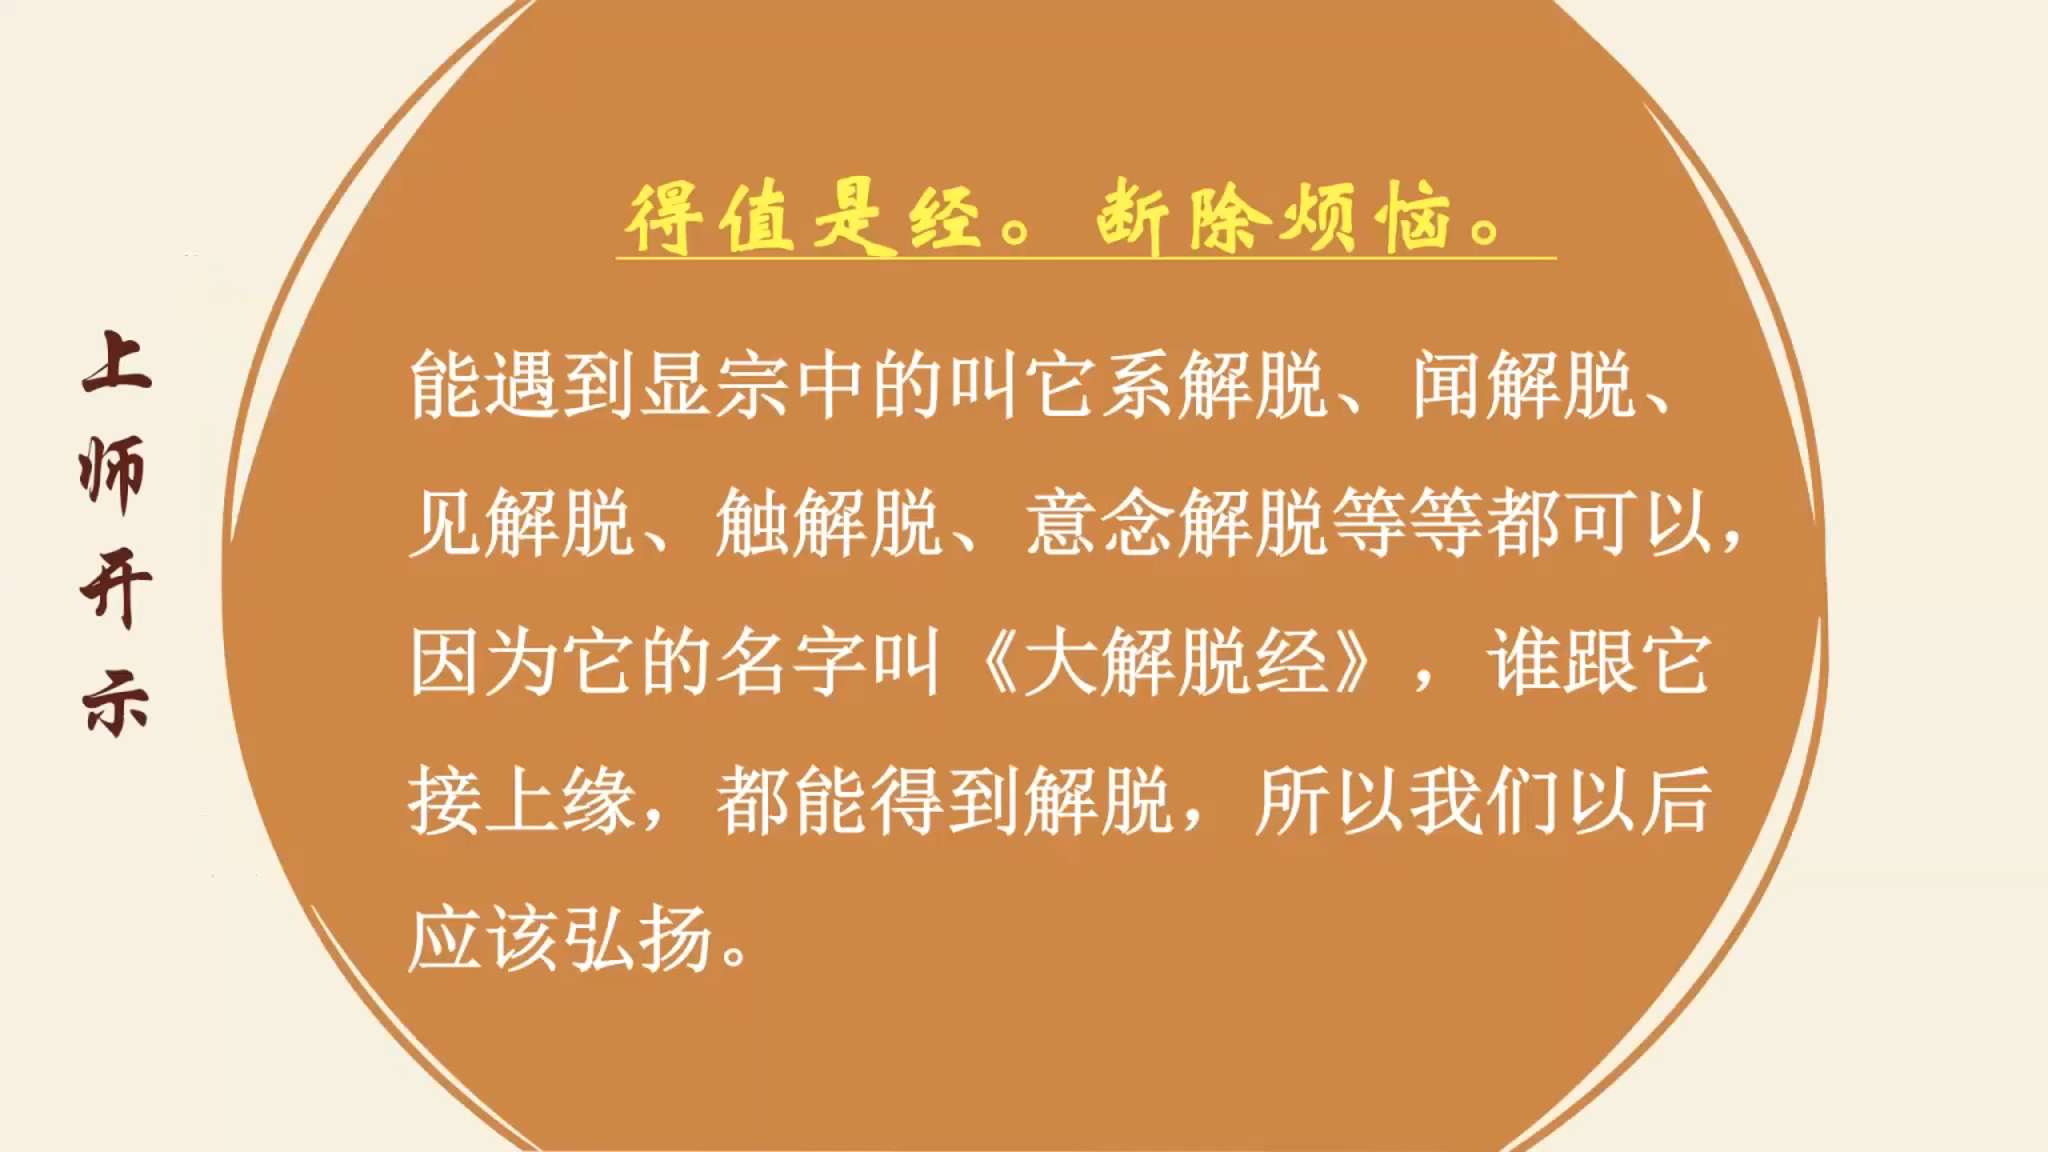 上师开示
得值是经。断除烦恼。
能遇到显宗中的叫它系解脱、闻解脱、
见解脱、触解脱、意念解脱等等都可以，
因为它的名字叫《大解脱经》，谁跟它
接上缘，都能得到解脱，所以我们以后
应该弘扬。